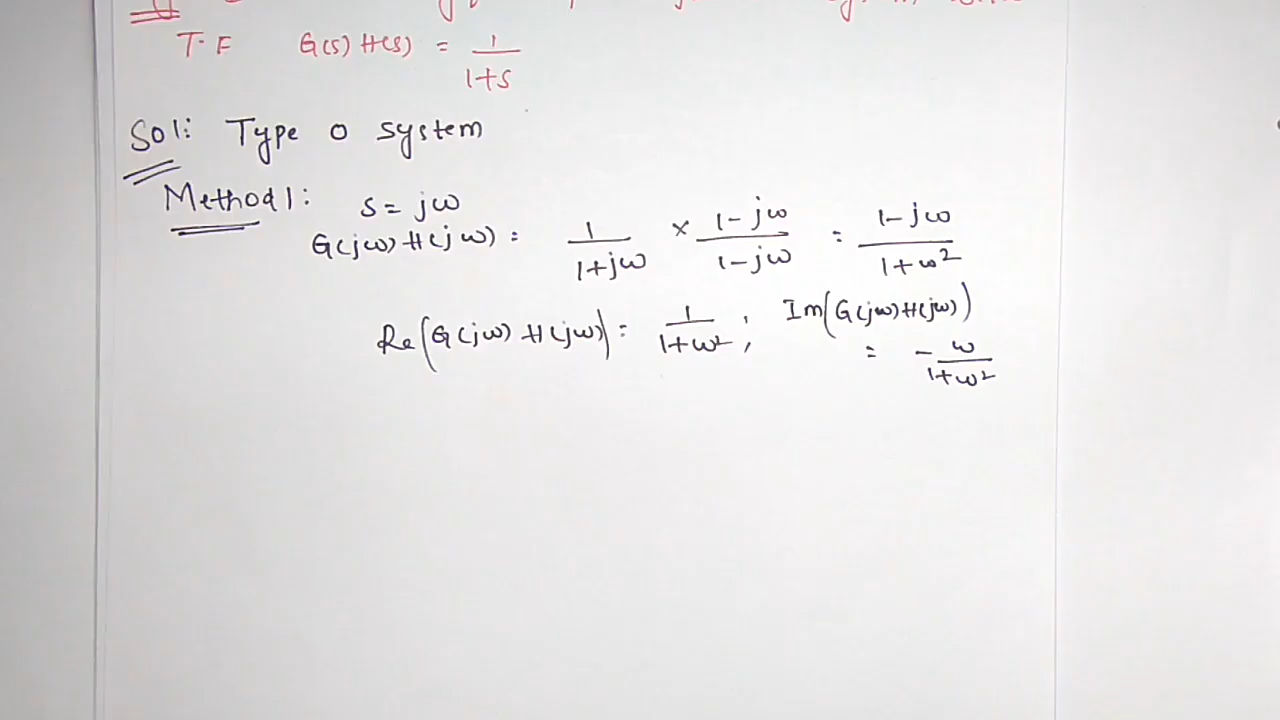 T.F G(s) H(s) = 1/(1+s)
Sol: Type 0 system
Method 1: s = jω
G(jω) H(jω) = 1/(1+jω) × (1-jω)/(1-jω) = (1-jω)/(1+ω²)
Re(G(jω) H(jω)) = 1/(1+ω²) ; Im(G(jω) H(jω))
= -ω/(1+ω²)